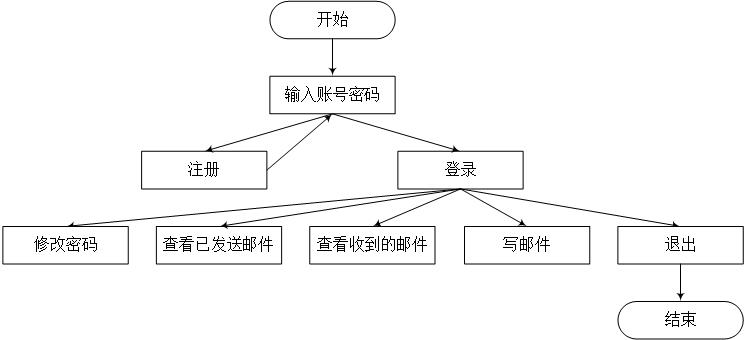 开始
输入账号密码
注册
登录
修改密码
查看已发送邮件
查看收到的邮件
写邮件
退出
结束